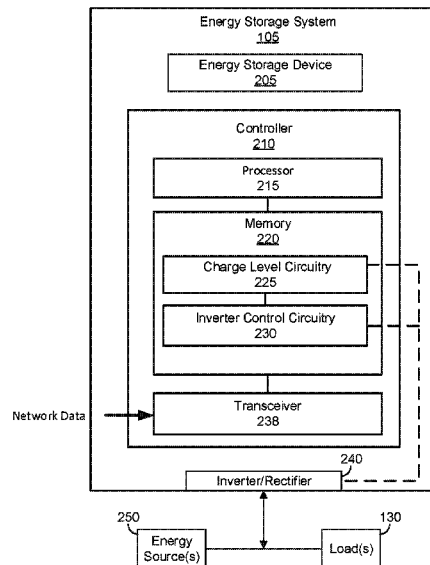 Energy Storage System
105
Energy Storage Device
205
Controller
210
Processor
215
Memory
220
Charge Level Circuitry
225
Inverter Control Circuitry
230
Network Data
Transceiver
238
240
Inverter/Rectifier
250
130
Energy
Source(s)
Load(s)